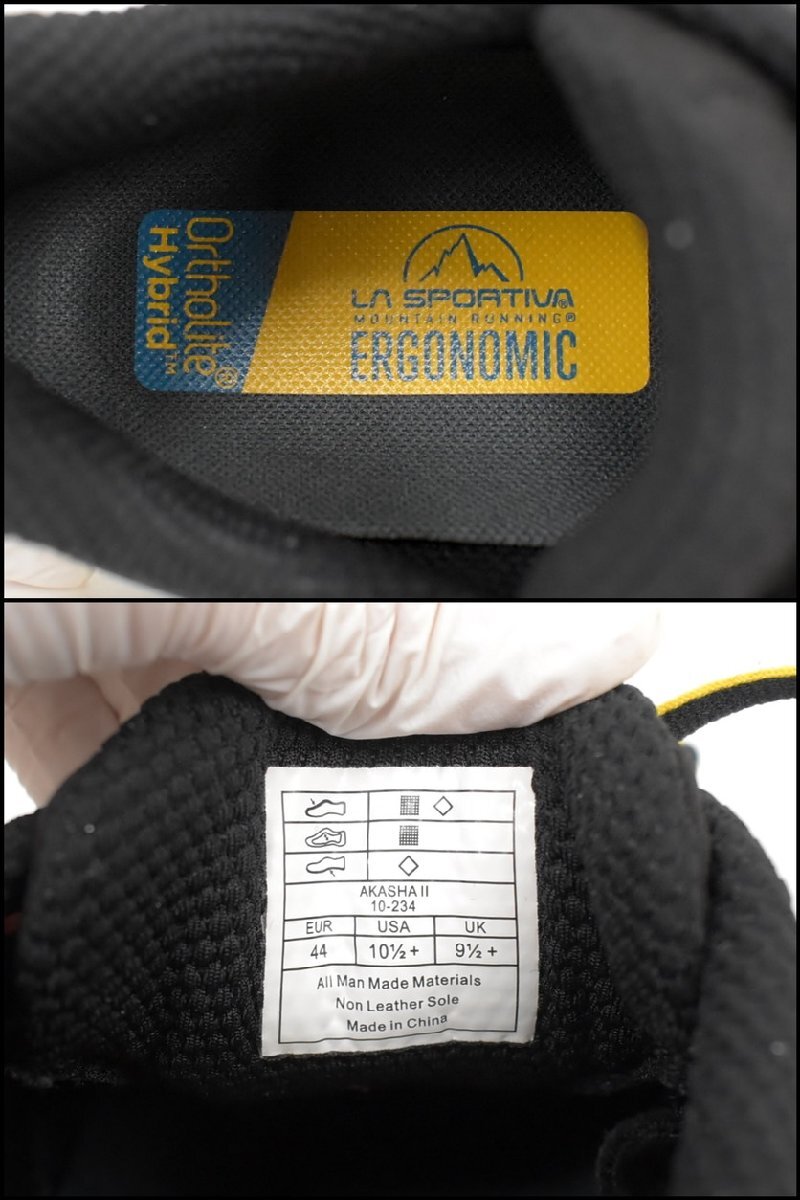 Ortholite®
Hybrid™
LA SPORTIVA®
MOUNTAIN RUNNING®
ERGONOMIC
AKASHA II
10-234
EUR USA UK
44 10½+ 9½+
All Man Made Materials
Non Leather Sole
Made in China